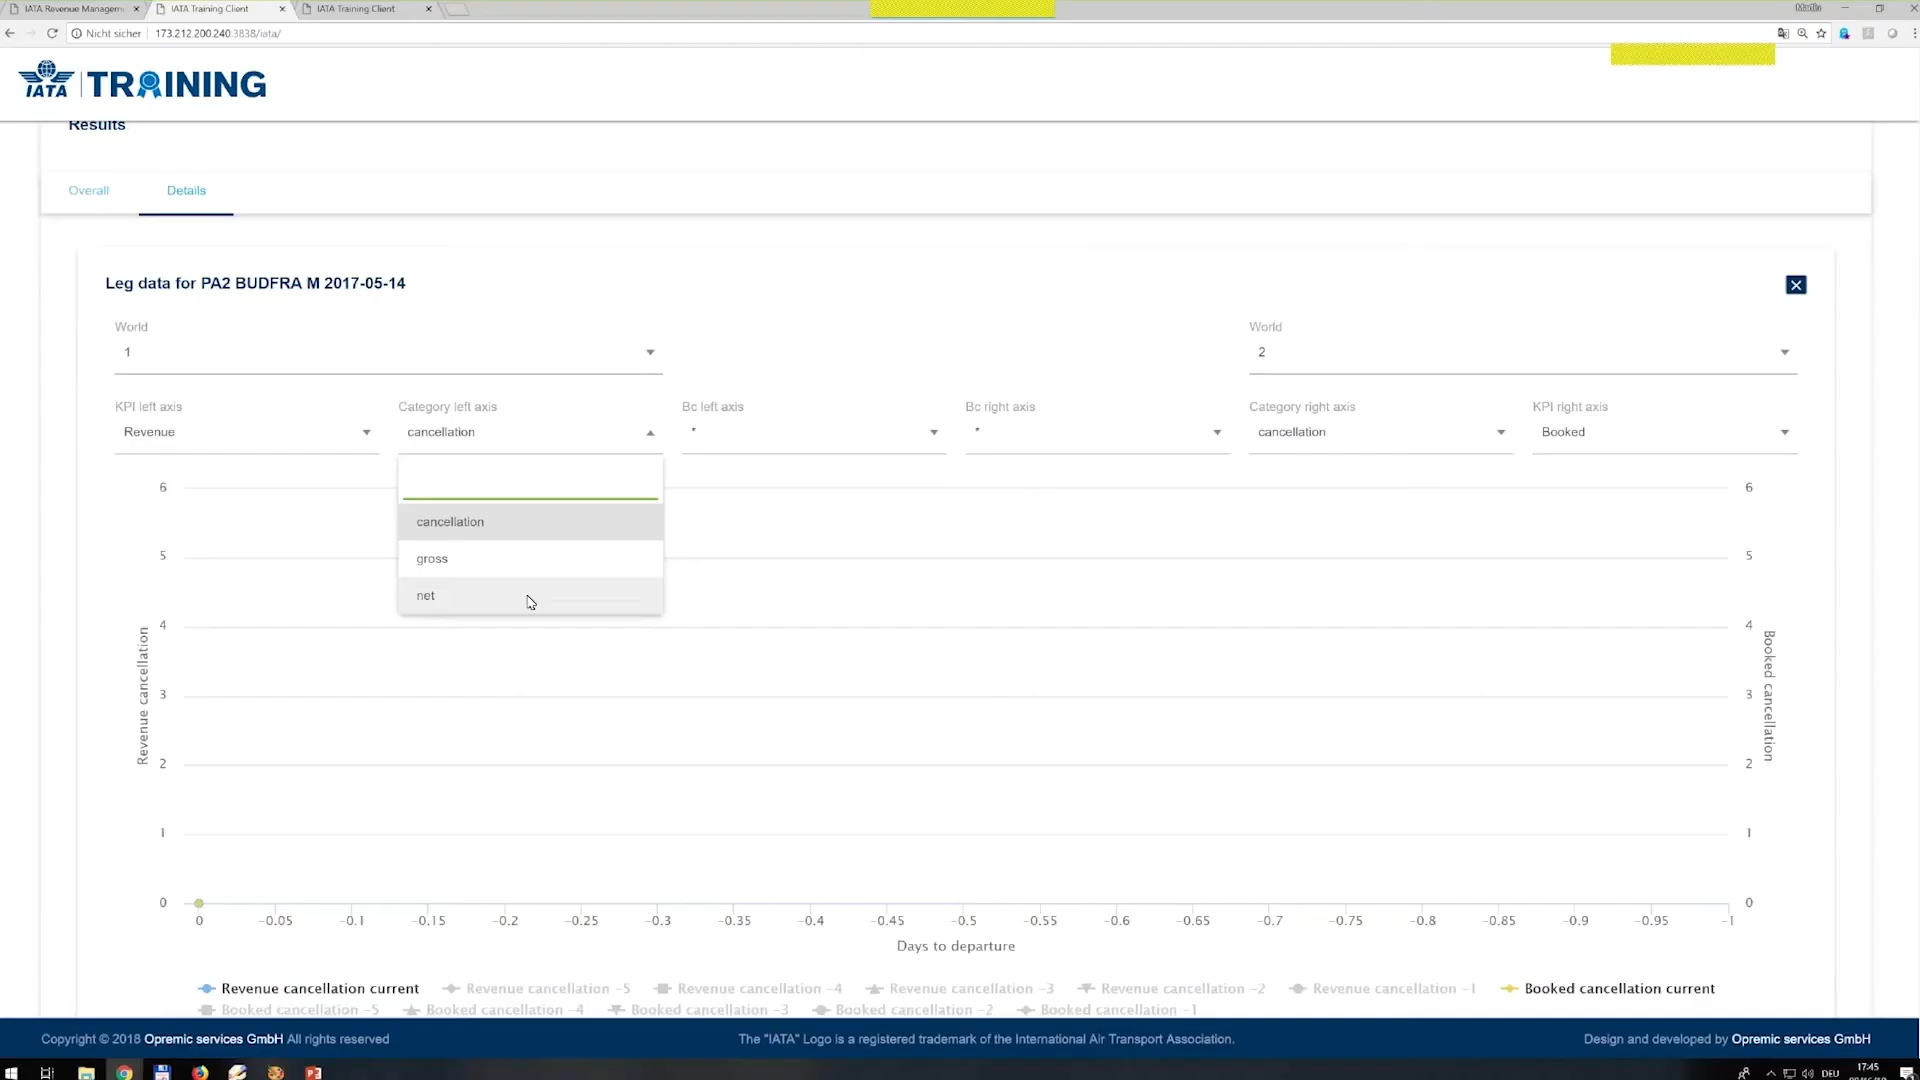 IATA Revenue Managem
IATA Training Client
IATA Training Client
Nicht sicher
173.212.200.240:3838/iata/
IATA TRAINING
Results
Overall
Details
Leg data for PA2 BUDFRA M 2017-05-14
World
World
1
2
KPI left axis
Category left axis
Bc left axis
Bc right axis
Category right axis
KPI right axis
Revenue
cancellation
*
*
cancellation
Booked
cancellation
gross
net
6
5
4
3
2
1
0
Revenue cancellation
6
5
4
3
2
1
0
Booked cancellation
0 -0.05 -0.1 -0.15 -0.2 -0.25 -0.3 -0.35 -0.4 -0.45 -0.5 -0.55 -0.6 -0.65 -0.7 -0.75 -0.8 -0.85 -0.9 -0.95 -1
Days to departure
Revenue cancellation current Revenue cancellation -5 Revenue cancellation -4 Revenue cancellation -3 Revenue cancellation -2 Revenue cancellation -1 Booked cancellation current
Booked cancellation -5 Booked cancellation -4 Booked cancellation -3 Booked cancellation -2 Booked cancellation -1
Copyright © 2018 Opremic services GmbH All rights reserved
The "IATA" Logo is a registered trademark of the International Air Transport Association.
Design and developed by Opremic services GmbH
DEU
17:45